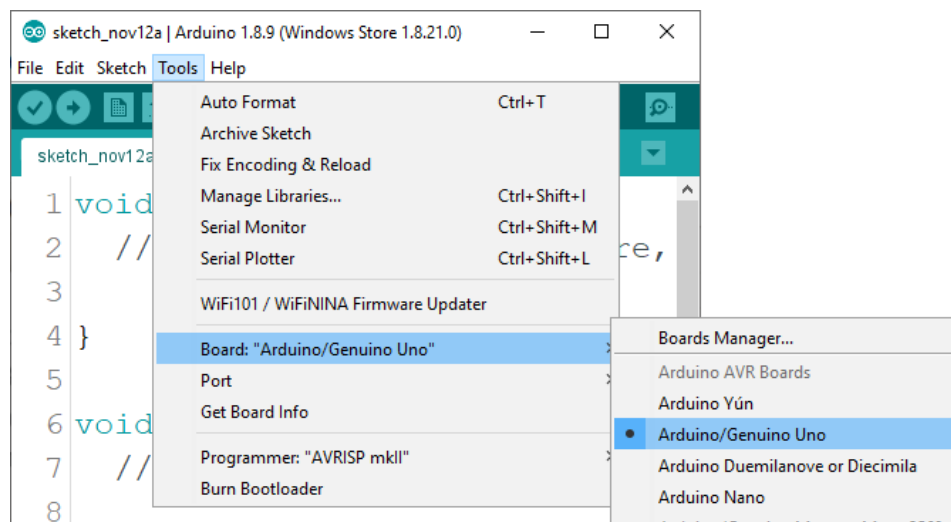 sketch_nov12a | Arduino 1.8.9 (Windows Store 1.8.21.0)
File Edit Sketch Tools Help
sketch_nov12a
Auto Format Ctrl+T
Archive Sketch
Fix Encoding & Reload
Manage Libraries... Ctrl+Shift+I
Serial Monitor Ctrl+Shift+M
Serial Plotter Ctrl+Shift+L
WiFi101 / WiFiNINA Firmware Updater
Board: "Arduino/Genuino Uno"
Port
Get Board Info
Programmer: "AVRISP mkII"
Burn Bootloader
1 void
2 // re,
3
4 }
5
6 void
7 //
8
Boards Manager...
Arduino AVR Boards
Arduino Yún
Arduino/Genuino Uno
Arduino Duemilanove or Diecimila
Arduino Nano